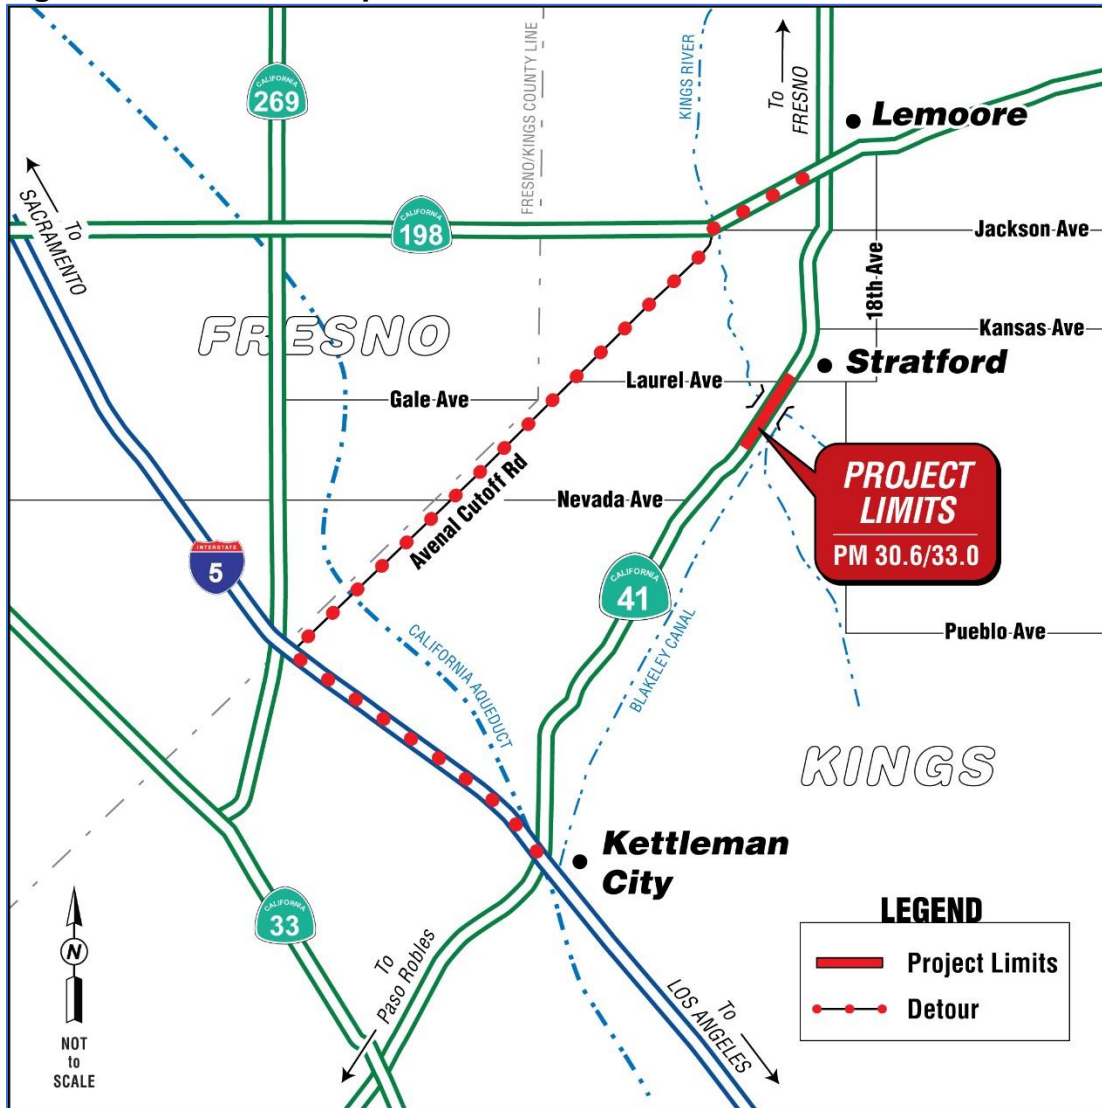 CALIFORNIA
269
FRESNO/KINGS COUNTY LINE
KINGS RIVER
To
FRESNO
Lemoore
To
SACRAMENTO
CALIFORNIA
198
Jackson Ave
18th Ave
FRESNO
Kansas Ave
Stratford
Laurel Ave
Gale Ave
Avenal Cutoff Rd
Nevada Ave
PROJECT
LIMITS
PM 30.6/33.0
INTERSTATE
5
CALIFORNIA
41
CALIFORNIA AQUEDUCT
BLAKELEY CANAL
Pueblo Ave
KINGS
Kettleman
City
CALIFORNIA
33
To
Paso Robles
To
LOS ANGELES
N
NOT
to
SCALE
LEGEND
Project Limits
Detour